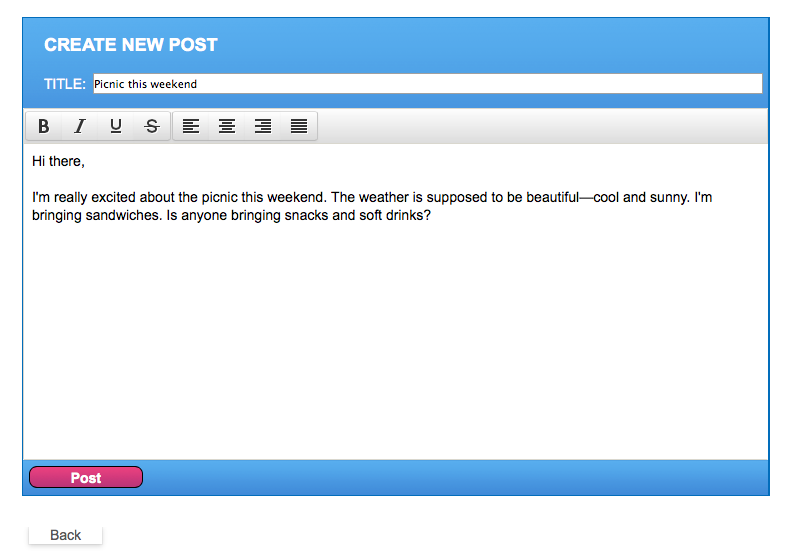 CREATE NEW POST
TITLE: Picnic this weekend
B I U S
Hi there,
I'm really excited about the picnic this weekend. The weather is supposed to be beautiful—cool and sunny. I'm
bringing sandwiches. Is anyone bringing snacks and soft drinks?
Post
Back